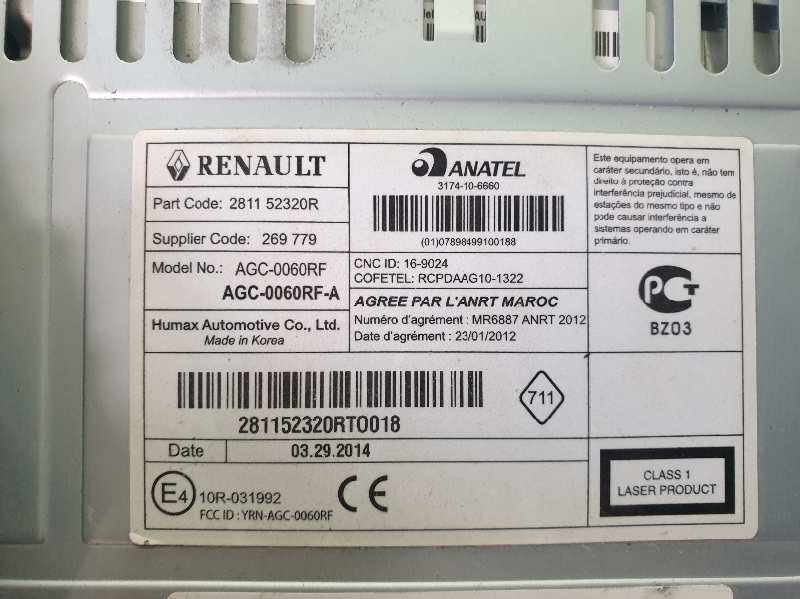 RENAULT
Part Code: 2811 52320R
Supplier Code: 269 779
Model No.: AGC-0060RF
AGC-0060RF-A
Humax Automotive Co., Ltd.
Made in Korea
ANATEL
3174-10-6660
(01)07898499100188
CNC ID: 16-9024
COFETEL: RCPDAAG10-1322
AGREE PAR L'ANRT MAROC
Numéro d'agrément : MR6887 ANRT 2012
Date d'agrément : 23/01/2012
Este equipamento opera em
caráter secundário, isto é, não tem
direito à proteção contra
interferência prejudicial, mesmo de
estações do mesmo tipo e não
pode causar interferência a
sistemas operando em caráter
primário.
PCT
BZ03
281152320RT0018
711
Date 03.29.2014
E4 10R-031992
FCC ID : YRN-AGC-0060RF
CE
CLASS 1
LASER PRODUCT